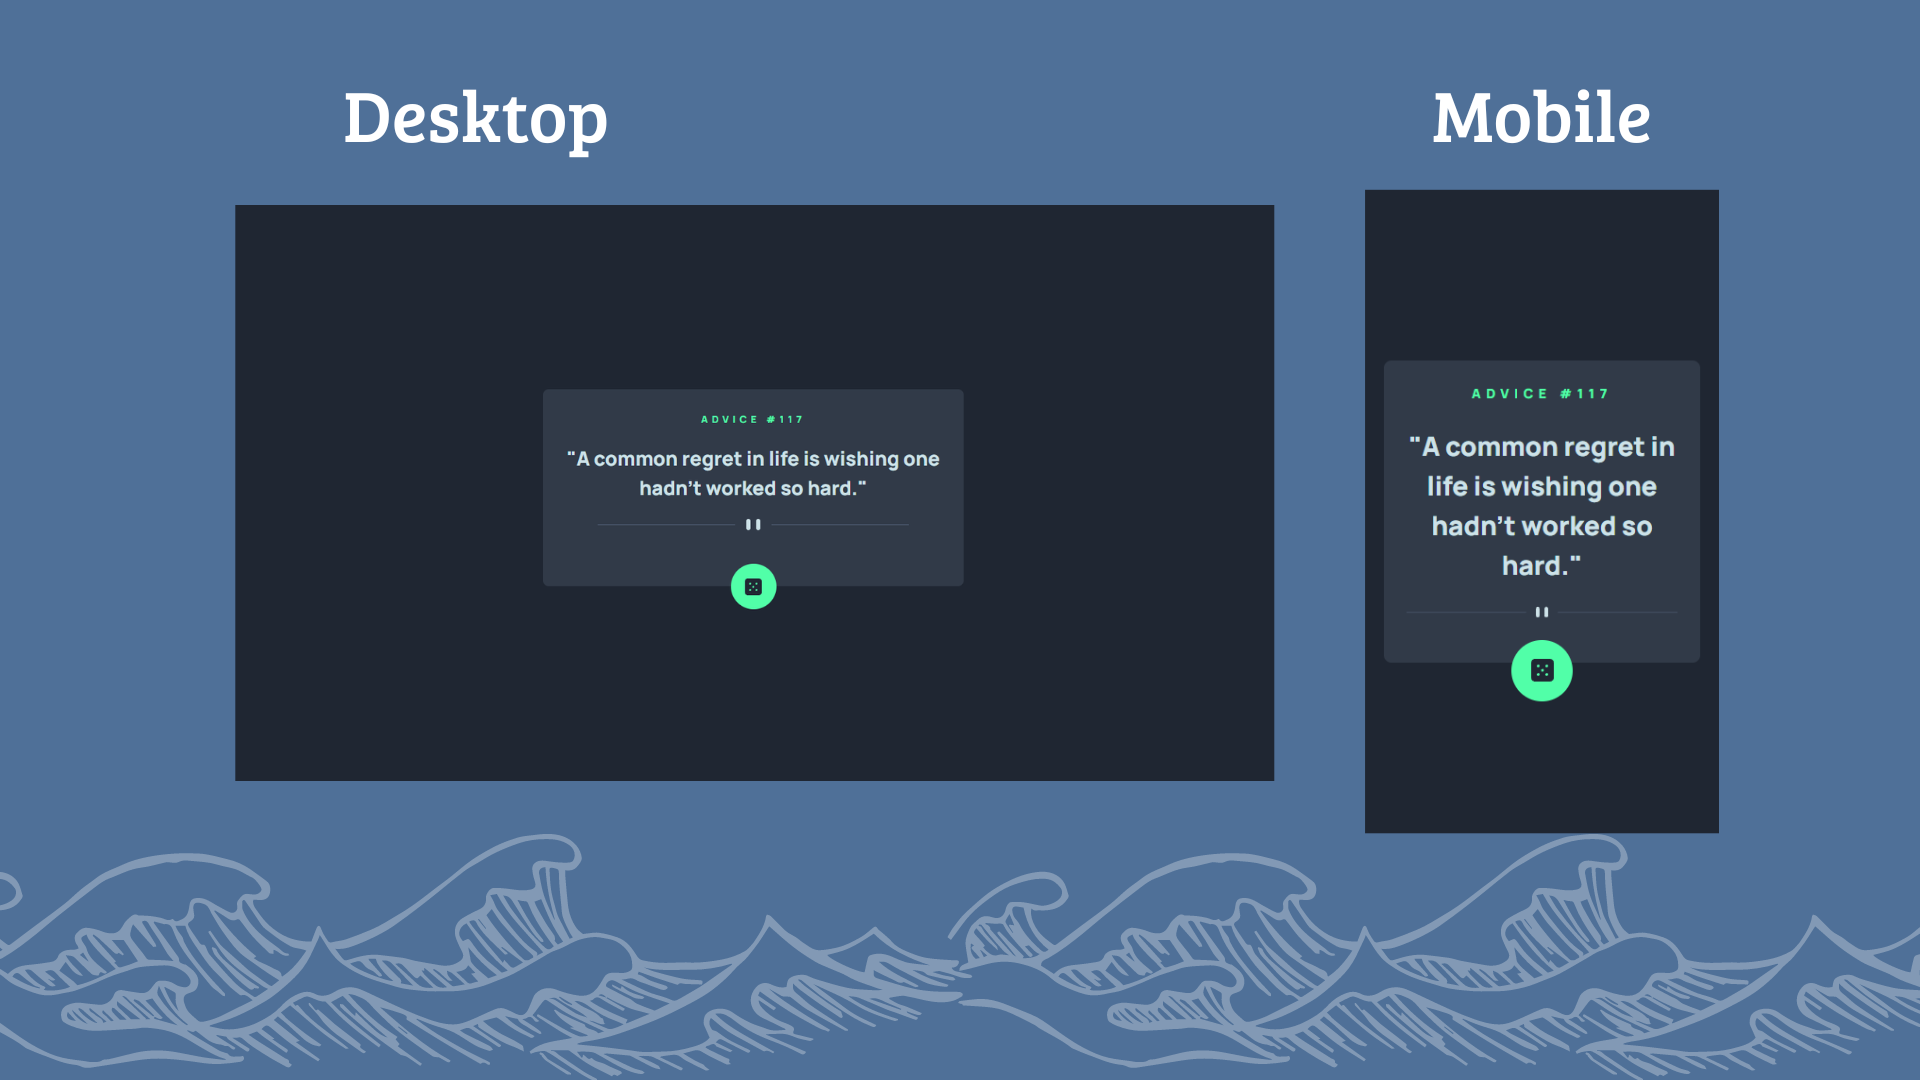 Desktop
ADVICE #117
"A common regret in life is wishing one
hadn't worked so hard."
Mobile
ADVICE #117
"A common regret in
life is wishing one
hadn't worked so
hard."